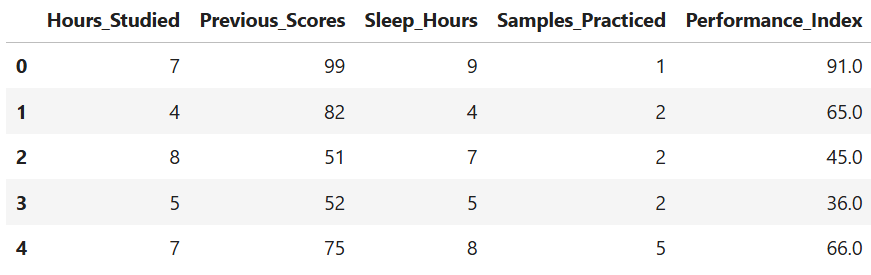 Hours_Studied Previous_Scores Sleep_Hours Samples_Practiced Performance_Index
0 7 99 9 1 91.0
1 4 82 4 2 65.0
2 8 51 7 2 45.0
3 5 52 5 2 36.0
4 7 75 8 5 66.0